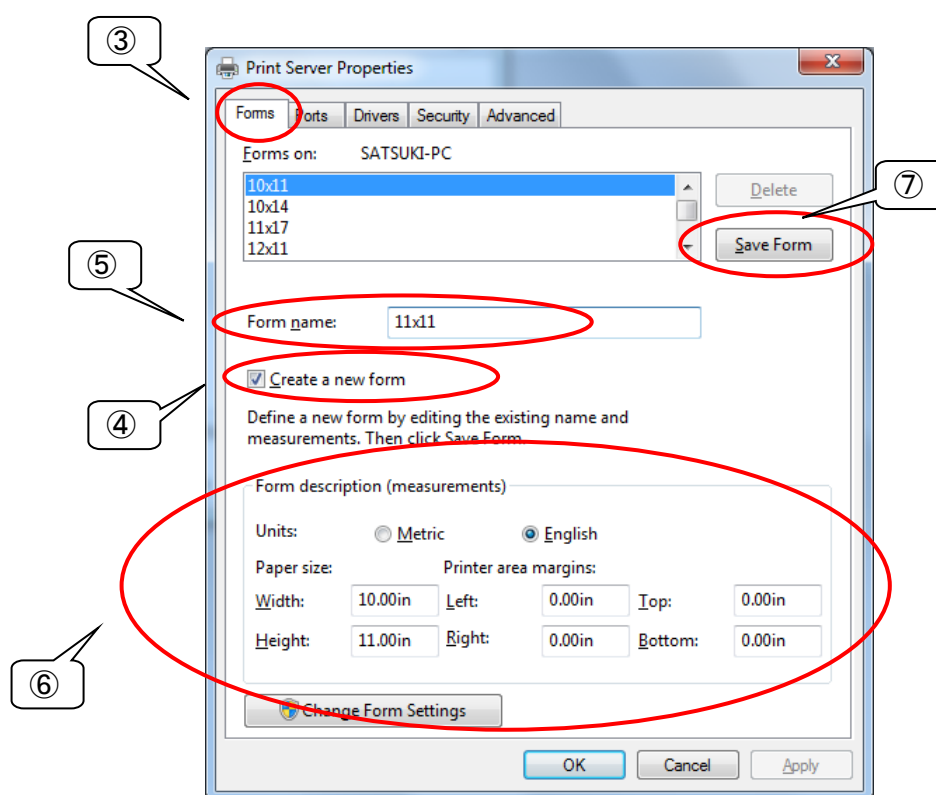 ③
Print Server Properties
Forms Ports Drivers Security Advanced
Forms on: SATSUKI-PC
10x11
10x14
11x17
12x11
Delete
⑦
Save Form
⑤
Form name: 11x11
Create a new form
④
Define a new form by editing the existing name and
measurements. Then click Save Form.
Form description (measurements)
Units: Metric English
Paper size: Printer area margins:
Width: 10.00in Left: 0.00in Top: 0.00in
Height: 11.00in Right: 0.00in Bottom: 0.00in
⑥
Change Form Settings
OK Cancel Apply